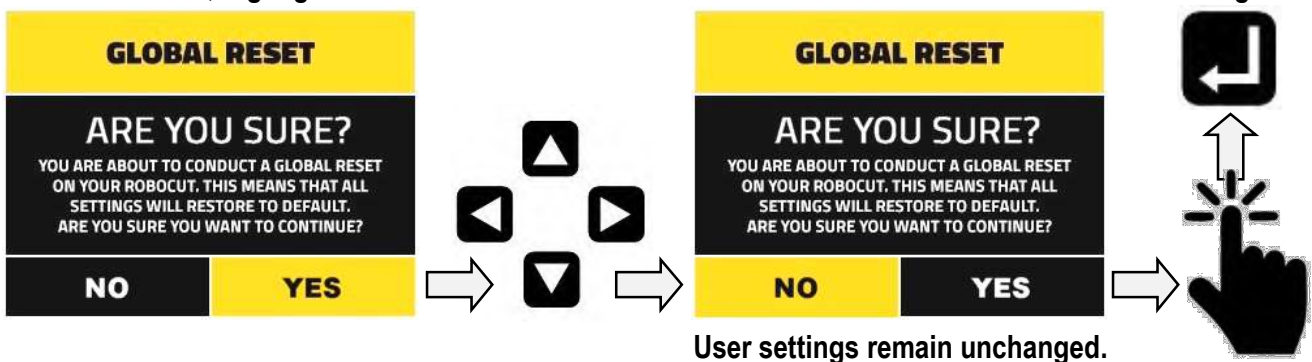 GLOBAL RESET
ARE YOU SURE?
YOU ARE ABOUT TO CONDUCT A GLOBAL RESET
ON YOUR ROBOCUT. THIS MEANS THAT ALL
SETTINGS WILL RESTORE TO DEFAULT.
ARE YOU SURE YOU WANT TO CONTINUE?
NO YES
GLOBAL RESET
ARE YOU SURE?
YOU ARE ABOUT TO CONDUCT A GLOBAL RESET
ON YOUR ROBOCUT. THIS MEANS THAT ALL
SETTINGS WILL RESTORE TO DEFAULT.
ARE YOU SURE YOU WANT TO CONTINUE?
NO YES
User settings remain unchanged.